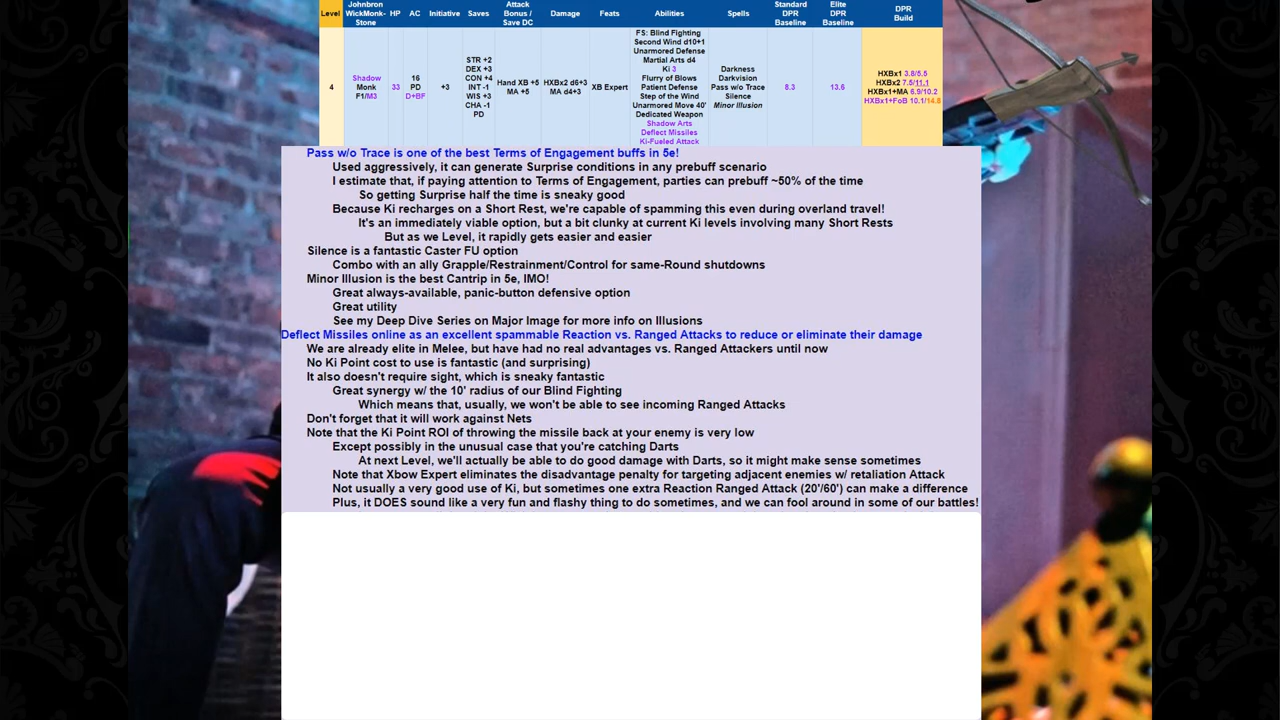 Level
Johnbron WickMonk-Stone
HP
AC
Initiative
Saves
Attack Bonus / Save DC
Damage
Feats
Abilities
Spells
Standard DPR Baseline
Elite DPR Baseline
DPR Build
4
Shadow
Monk
F1/M3
33
16
PD
D+BF
+3
STR +2
DEX +3
CON +4
INT -1
WIS +3
CHA -1
PD
Hand XB +5
MA +5
HXBx2 d6+3
MA d4+3
XB Expert
FS: Blind Fighting
Second Wind d10+1
Unarmored Defense
Martial Arts d4
Ki 3
Flurry of Blows
Patient Defense
Step of the Wind
Unarmored Move 40'
Dedicated Weapon
Shadow Arts
Deflect Missiles
Ki-Fueled Attack
Darkness
Darkvision
Pass w/o Trace
Silence
Minor Illusion
8.3
13.6
HXBx1 3.8/5.5
HXBx2 7.5/11.1
HXBx1+MA 6.9/10.2
HXBx1+FoB 10.1/14.8
Pass w/o Trace is one of the best Terms of Engagement buffs in 5e!
Used aggressively, it can generate Surprise conditions in any prebuff scenario
I estimate that, if paying attention to Terms of Engagement, parties can prebuff ~50% of the time
So getting Surprise half the time is sneaky good
Because Ki recharges on a Short Rest, we're capable of spamming this even during overland travel!
It's an immediately viable option, but a bit clunky at current Ki levels involving many Short Rests
But as we Level, it rapidly gets easier and easier
Silence is a fantastic Caster FU option
Combo with an ally Grapple/Restrainment/Control for same-Round shutdowns
Minor Illusion is the best Cantrip in 5e, IMO!
Great always-available, panic-button defensive option
Great utility
See my Deep Dive Series on Major Image for more info on Illusions
Deflect Missiles online as an excellent spammable Reaction vs. Ranged Attacks to reduce or eliminate their damage
We are already elite in Melee, but have had no real advantages vs. Ranged Attackers until now
No Ki Point cost to use is fantastic (and surprising)
It also doesn't require sight, which is sneaky fantastic
Great synergy w/ the 10' radius of our Blind Fighting
Which means that, usually, we won't be able to see incoming Ranged Attacks
Don't forget that it will work against Nets
Note that the Ki Point ROI of throwing the missile back at your enemy is very low
Except possibly in the unusual case that you're catching Darts
At next Level, we'll actually be able to do good damage with Darts, so it might make sense sometimes
Note that Xbow Expert eliminates the disadvantage penalty for targeting adjacent enemies w/ retaliation Attack
Not usually a very good use of Ki, but sometimes one extra Reaction Ranged Attack (20'/60') can make a difference
Plus, it DOES sound like a very fun and flashy thing to do sometimes, and we can fool around in some of our battles!